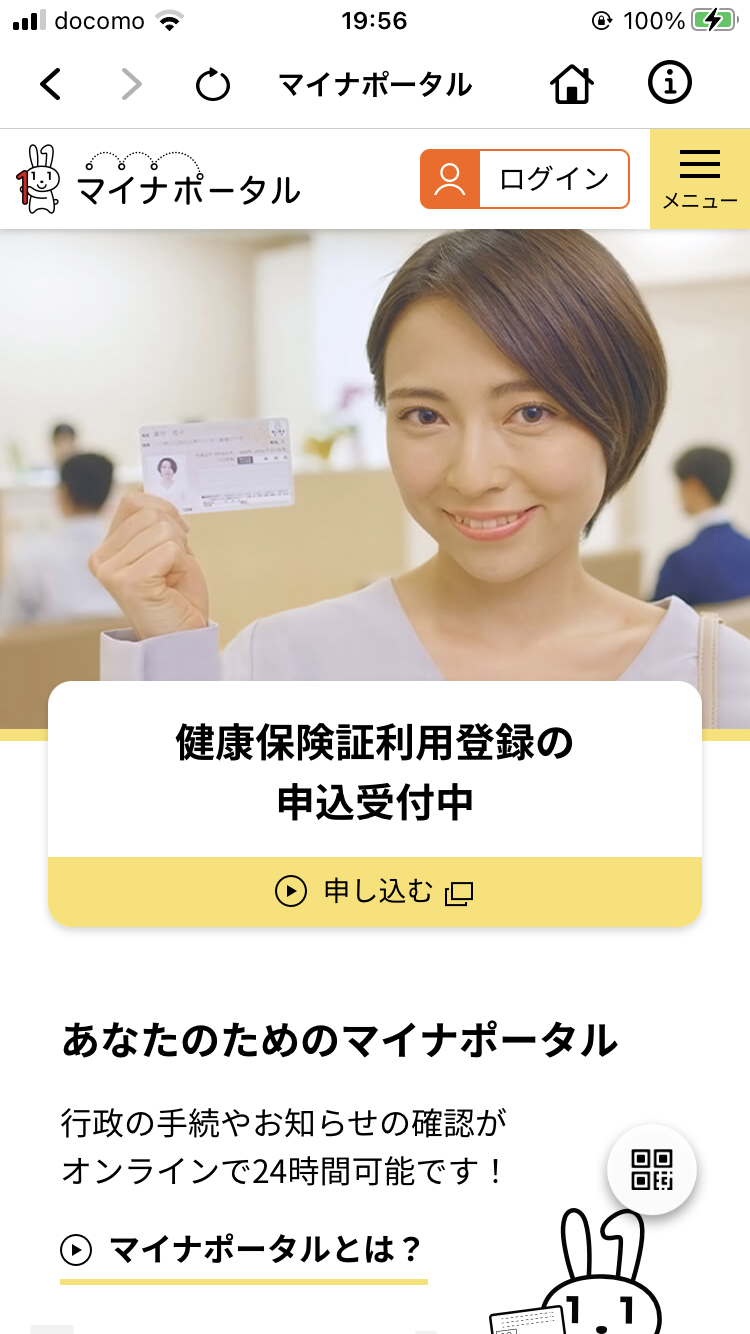 docomo
19:56
100%
マイナポータル
マイナポータル
ログイン
メニュー
健康保険証利用登録の
申込受付中
申し込む
あなたのためのマイナポータル
行政の手続やお知らせの確認が
オンラインで24時間可能です！
マイナポータルとは？